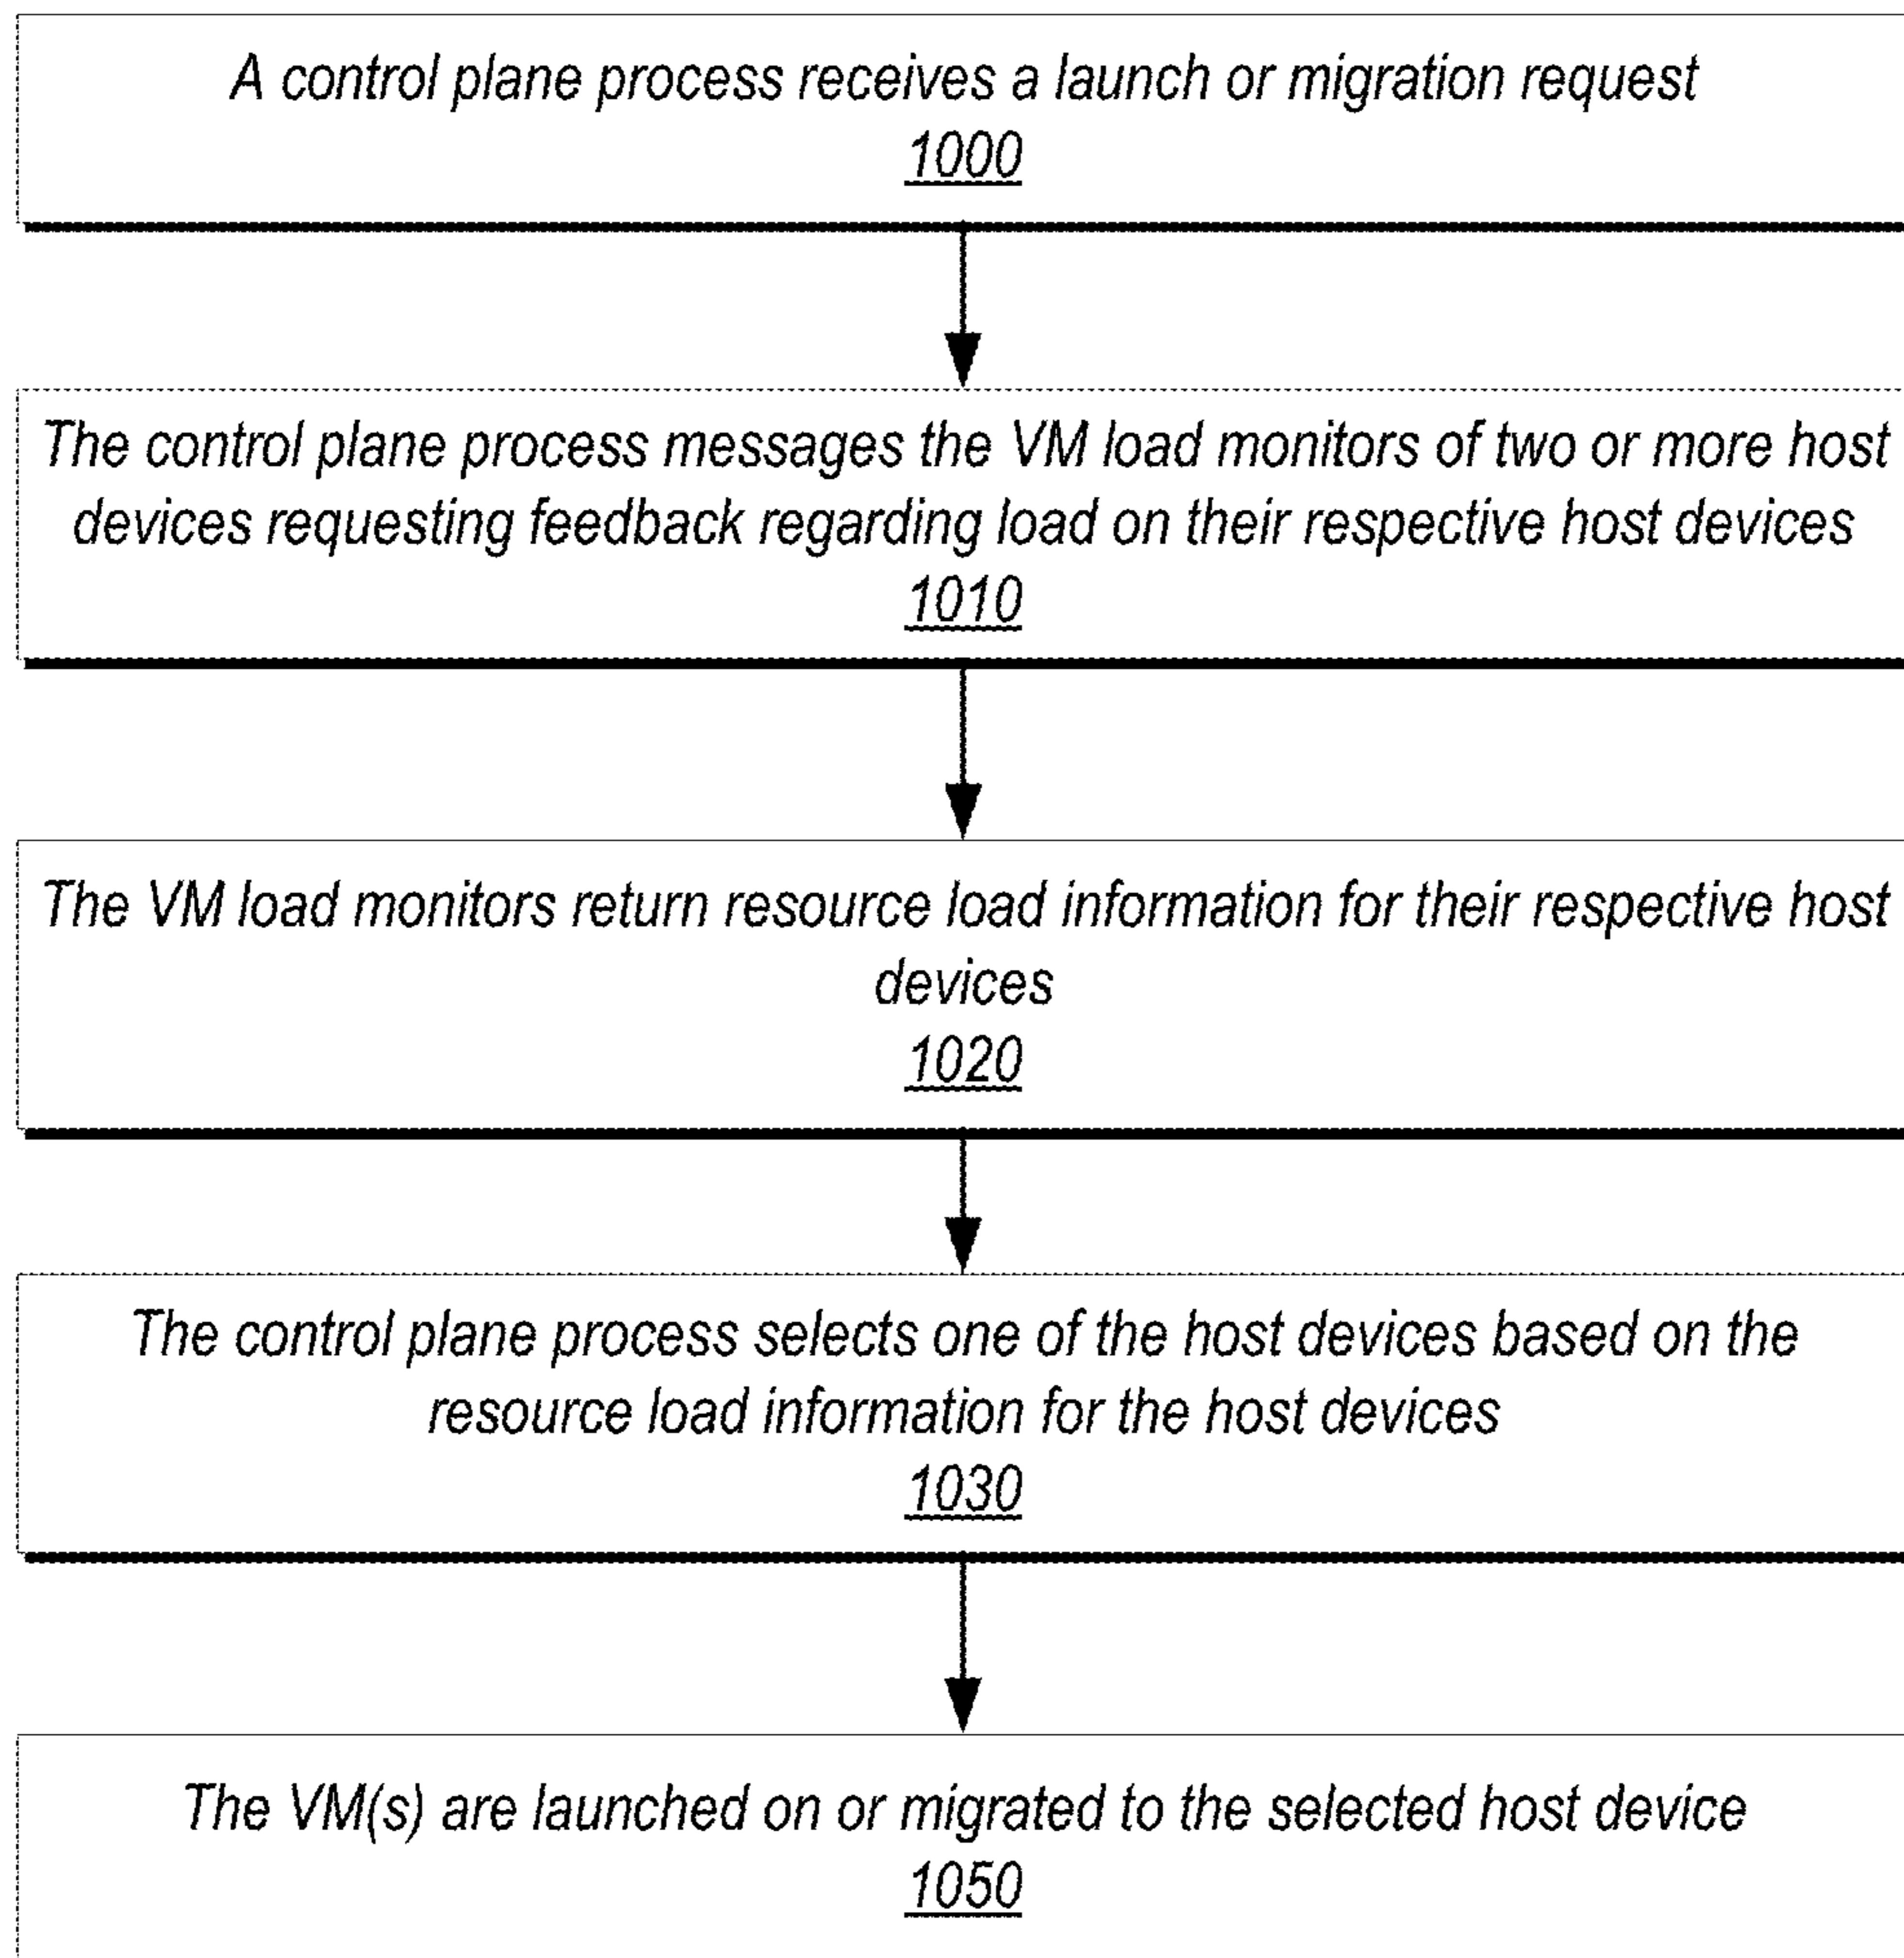 A control plane process receives a launch or migration request
1000
The control plane process messages the VM load monitors of two or more host
devices requesting feedback regarding load on their respective host devices
1010
The VM load monitors return resource load information for their respective host
devices
1020
The control plane process selects one of the host devices based on the
resource load information for the host devices
1030
The VM(s) are launched on or migrated to the selected host device
1050